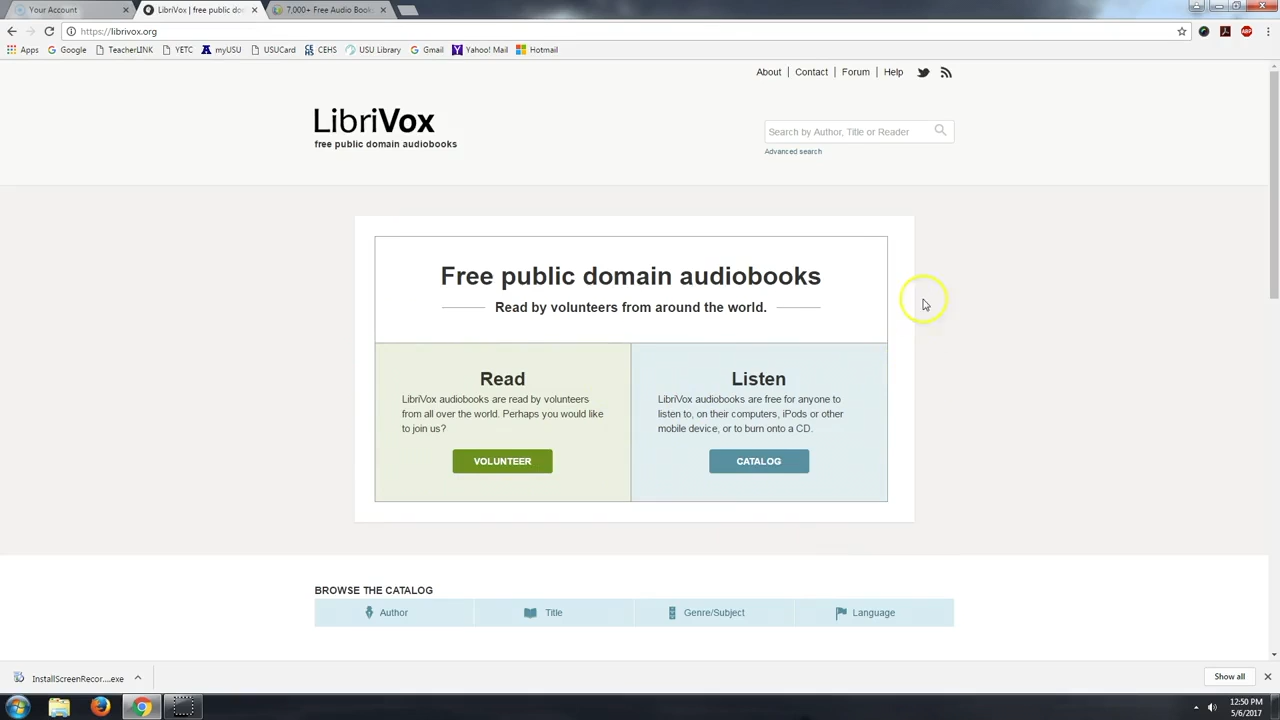 Your Account
LibriVox | free public do
7,000+ Free Audio Books
https://librivox.org
Apps Google TeacherLINK YETC myUSU USUCard CEHS USU Library Gmail Yahoo! Mail Hotmail
About | Contact | Forum | Help
LibriVox
free public domain audiobooks
Search by Author, Title or Reader
Advanced search
Free public domain audiobooks
Read by volunteers from around the world.
Read
LibriVox audiobooks are read by volunteers
from all over the world. Perhaps you would like
to join us?
VOLUNTEER
Listen
LibriVox audiobooks are free for anyone to
listen to, on their computers, iPods or other
mobile device, or to burn onto a CD.
CATALOG
BROWSE THE CATALOG
Author Title Genre/Subject Language
InstallScreenRecor....exe
Show all
12:50 PM
5/6/2017